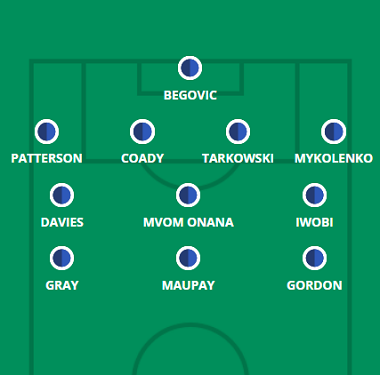 BEGOVIC
PATTERSON COADY TARKOWSKI MYKOLENKO
DAVIES MVOM ONANA IWOBI
GRAY MAUPAY GORDON